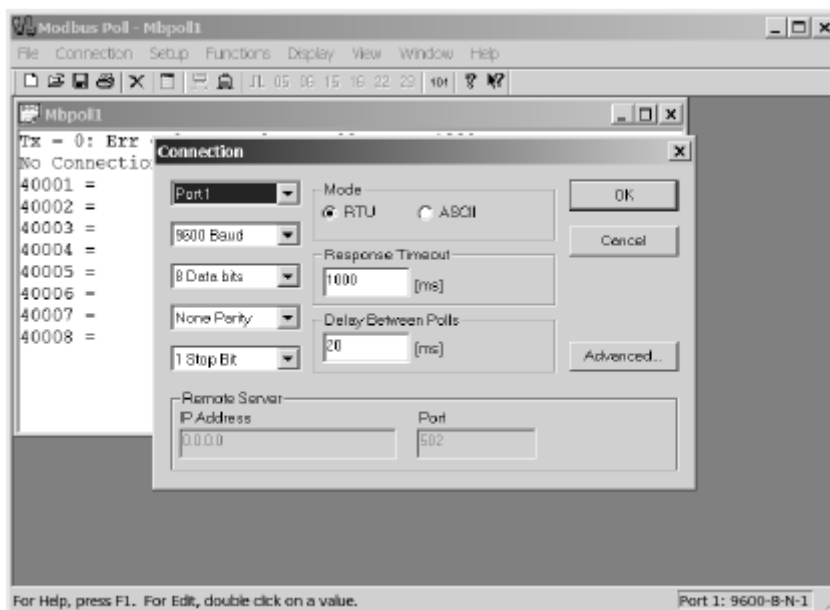 Modbus Poll - Mbpoll1
File Connection Setup Functions Display View Window Help
05 06 15 16 22 23 101
Mbpoll1
Tx = 0: Err
No Connectio
40001 =
40002 =
40003 =
40004 =
40005 =
40006 =
40007 =
40008 =
Connection
Port1
9600 Baud
8 Data bits
None Parity
1 Stop Bit
Mode
RTU
ASCII
Response Timeout
1000
[ms]
Delay Between Polls
20
[ms]
OK
Cancel
Advanced...
Remote Server
IP Address
Port
0.0.0.0
502
For Help, press F1. For Edit, double click on a value.
Port 1: 9600-8-N-1